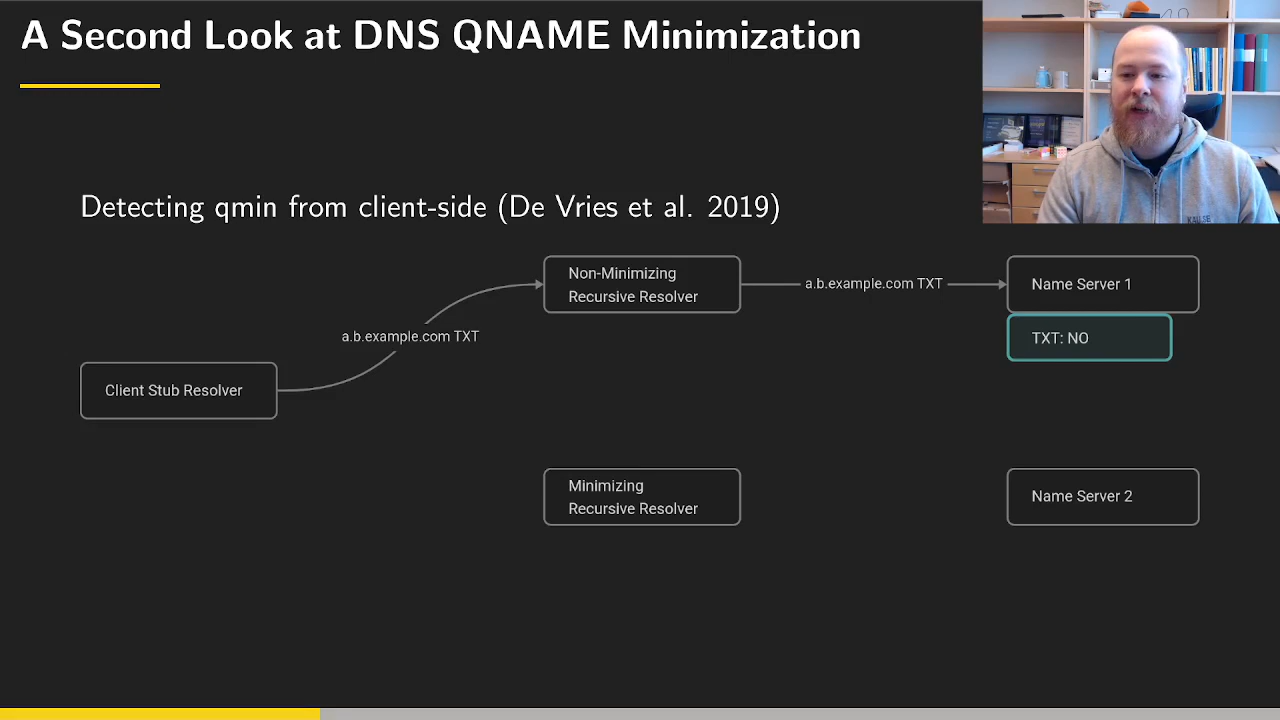 A Second Look at DNS QNAME Minimization
Detecting qmin from client-side (De Vries et al. 2019)
Non-Minimizing
Recursive Resolver
a.b.example.com TXT
Name Server 1
TXT: NO
a.b.example.com TXT
Client Stub Resolver
Minimizing
Recursive Resolver
Name Server 2